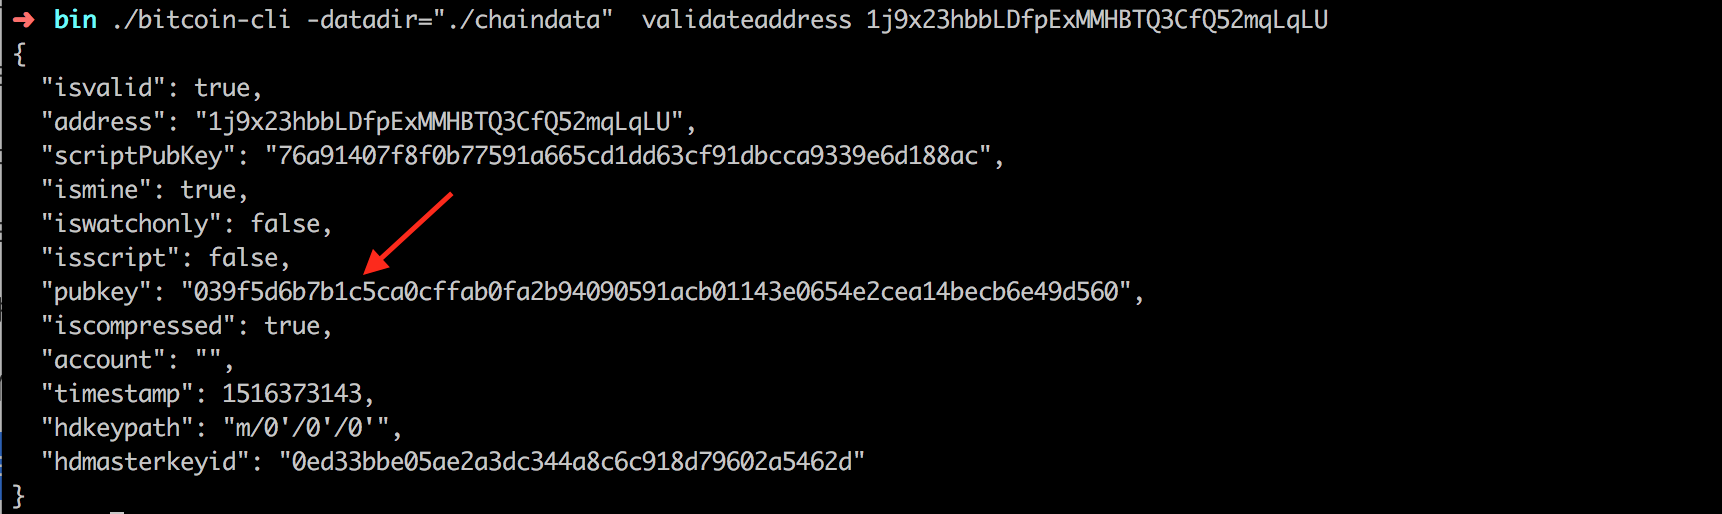 ➜ bin ./bitcoin-cli -datadir="./chaindata" validateaddress 1j9x23hbbLDfpExMMHBTQ3CfQ52mqLqLU
{
"isvalid": true,
"address": "1j9x23hbbLDfpExMMHBTQ3CfQ52mqLqLU",
"scriptPubKey": "76a91407f8f0b77591a665cd1dd63cf91dbcca9339e6d188ac",
"ismine": true,
"iswatchonly": false,
"isscript": false,
"pubkey": "039f5d6b7b1c5ca0cffab0fa2b94090591acb01143e0654e2cea14becb6e49d560",
"iscompressed": true,
"account": "",
"timestamp": 1516373143,
"hdkeypath": "m/0'/0'/0'",
"hdmasterkeyid": "0ed33bbe05ae2a3dc344a8c6c918d79602a5462d"
}